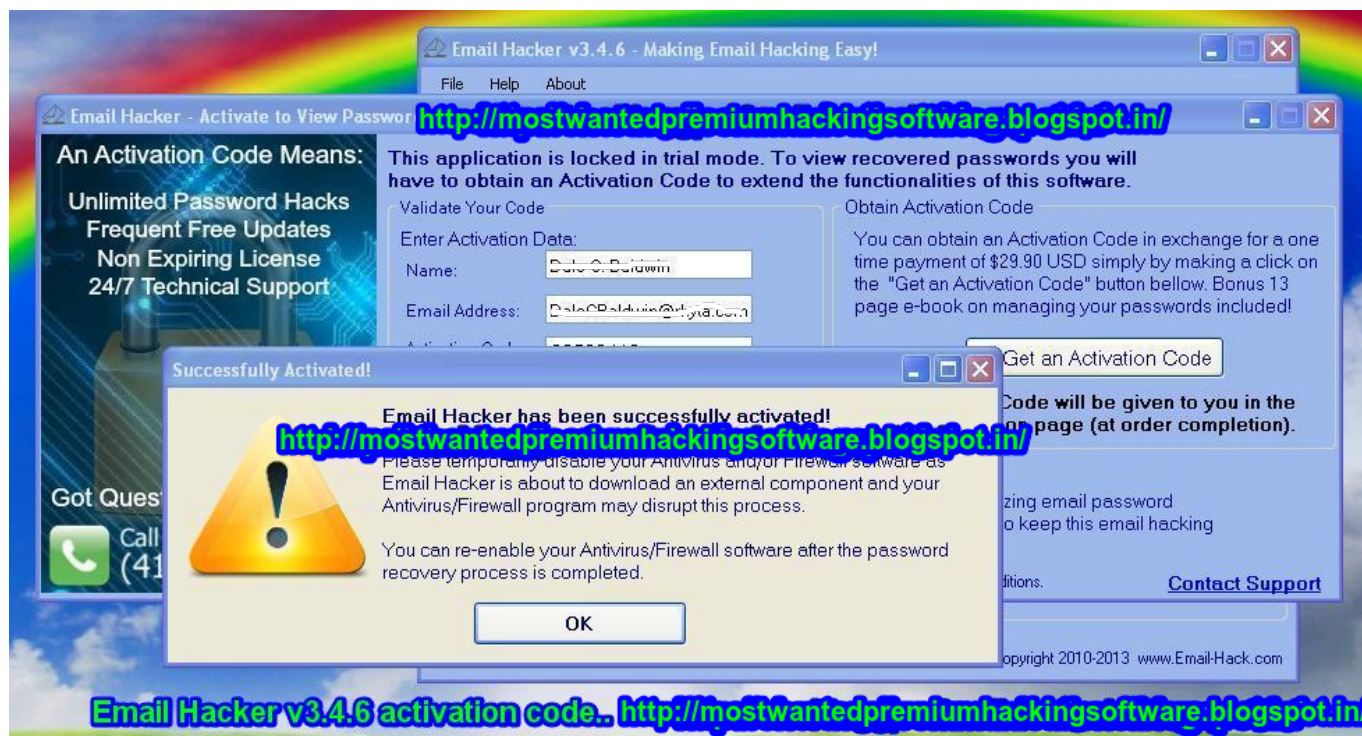 Email Hacker v3.4.6 - Making Email Hacking Easy!
File Help About
Email Hacker - Activate to View
http://mostwantedpremiumhackingsoftware.blogspot.in/
An Activation Code Means:
Unlimited Password Hacks
Frequent Free Updates
Non Expiring License
24/7 Technical Support
Got
Call
(41
This application is locked in trial mode. To view recovered passwords you will
have to obtain an Activation Code to extend the functionalities of this software.
Validate Your Code
Enter Activation Data:
Name:
Email Address:
Obtain Activation Code
You can obtain an Activation Code in exchange for a one
time payment of $29.90 USD simply by making a click on
the "Get an Activation Code" button bellow. Bonus 13
page e-book on managing your passwords included!
Get an Activation Code
Code will be given to you in the
page (at order completion).
email password
to keep this email hacking
Contact Support
Successfully Activated!
Email Hacker has been successfully activated!
http://mostwantedpremiumhackingsoftware.blogspot.in/
Please temporarily disable your Antivirus and/or Firewall software as
Email Hacker is about to download an external component and your
Antivirus/Firewall program may disrupt this process.
You can re-enable your Antivirus/Firewall software after the password
recovery process is completed.
OK
opyright 2010-2013 www.Email-Hack.com
Email Hacker v3.4.6 activation code.. http://mostwantedpremiumhackingsoftware.blogspot.in/